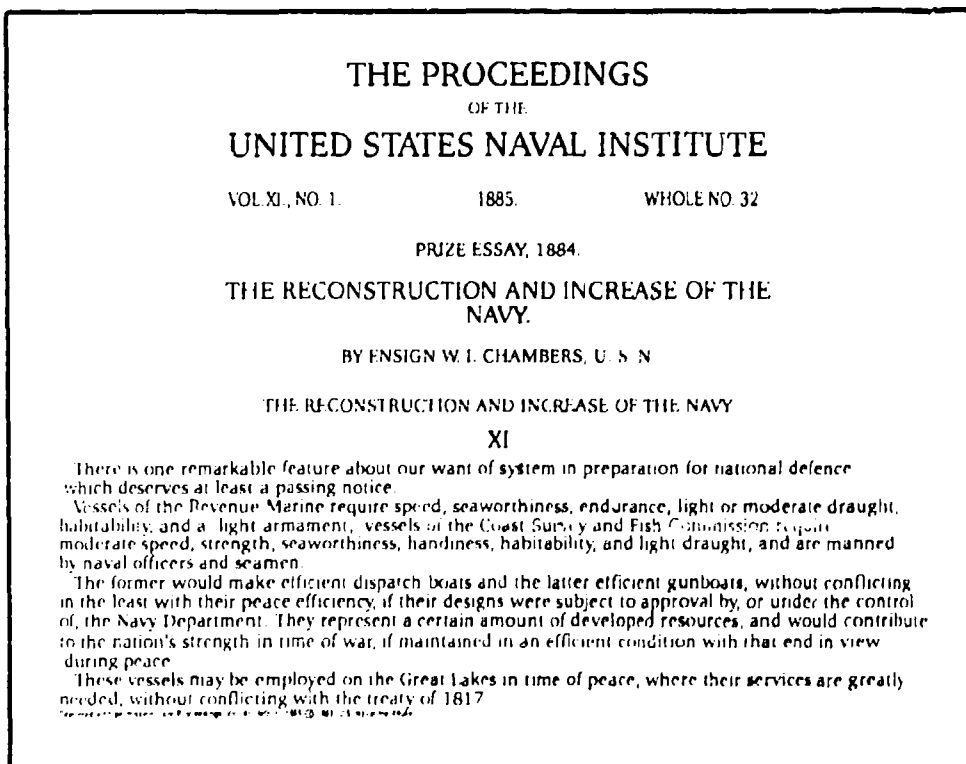 THE PROCEEDINGS
OF THE
UNITED STATES NAVAL INSTITUTE
VOL.XI., NO. 1. 1885. WHOLE NO. 32
PRIZE ESSAY, 1884.
THE RECONSTRUCTION AND INCREASE OF THE
NAVY.
BY ENSIGN W. I. CHAMBERS, U. S. N
THE RECONSTRUCTION AND INCREASE OF THE NAVY
XI
There is one remarkable feature about our want of system in preparation for national defence
which deserves at least a passing notice.
Vessels of the Revenue Marine require speed, seaworthiness, endurance, light or moderate draught,
habitability, and a light armament, vessels of the Coast Survey and Fish Commission require
moderate speed, strength, seaworthiness, handiness, habitability, and light draught, and are manned
by naval officers and seamen.
The former would make efficient dispatch boats and the latter efficient gunboats, without conflicting
in the least with their peace efficiency, if their designs were subject to approval by, or under the control
of, the Navy Department. They represent a certain amount of developed resources, and would contribute
to the nation's strength in time of war, if maintained in an efficient condition with that end in view
during peace
These vessels may be employed on the Great Lakes in time of peace, where their services are greatly
needed, without conflicting with the treaty of 1817